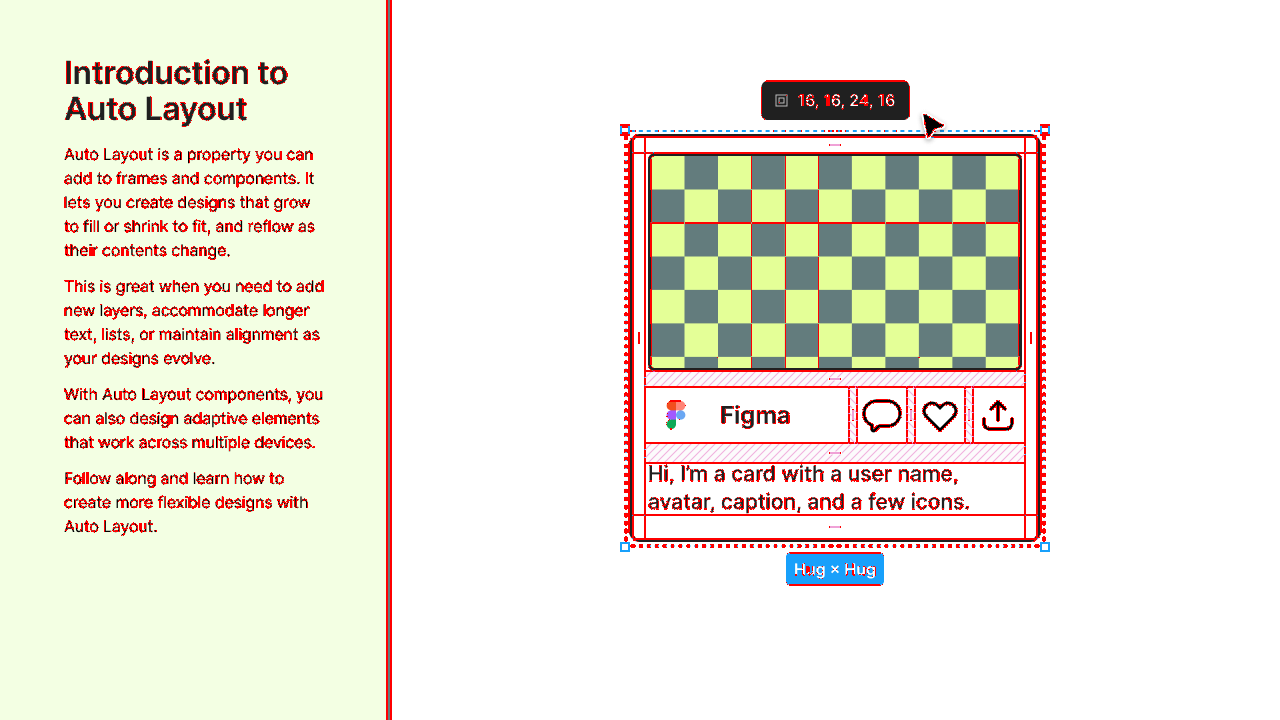 Introduction to
Auto Layout
Auto Layout is a property you can
add to frames and components. It
lets you create designs that grow
to fill or shrink to fit, and reflow as
their contents change.
This is great when you need to add
new layers, accommodate longer
text, lists, or maintain alignment as
your designs evolve.
With Auto Layout components, you
can also design adaptive elements
that work across multiple devices.
Follow along and learn how to
create more flexible designs with
Auto Layout.
16, 16, 24, 16
Figma
Hi, I'm a card with a user name,
avatar, caption, and a few icons.
Hug × Hug